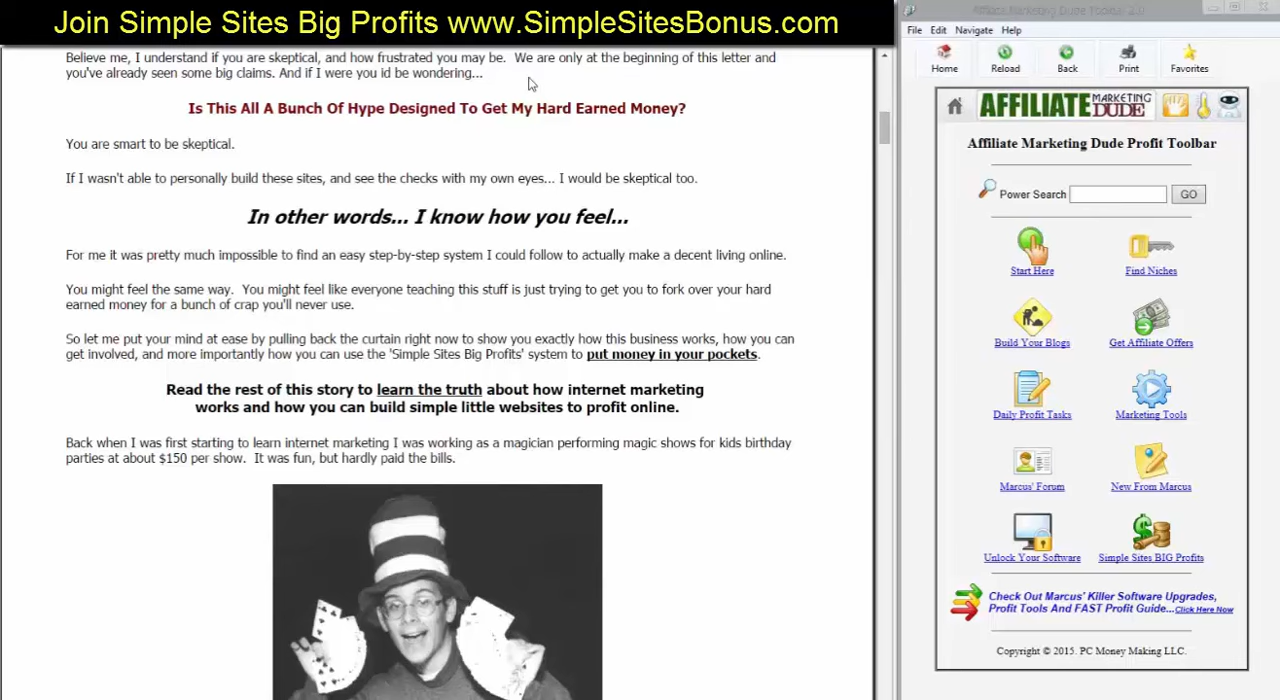 Join Simple Sites Big Profits www.SimpleSitesBonus.com
Believe me, I understand if you are skeptical, and how frustrated you may be.  We are only at the beginning of this letter and
you've already seen some big claims. And if I were you id be wondering...
Is This All A Bunch Of Hype Designed To Get My Hard Earned Money?
You are smart to be skeptical.
If I wasn't able to personally build these sites, and see the checks with my own eyes... I would be skeptical too.
In other words... I know how you feel...
For me it was pretty much impossible to find an easy step-by-step system I could follow to actually make a decent living online.
You might feel the same way.  You might feel like everyone teaching this stuff is just trying to get you to fork over your hard
earned money for a bunch of crap you'll never use.
So let me put your mind at ease by pulling back the curtain right now to show you exactly how this business works, how you can
get involved, and more importantly how you can use the 'Simple Sites Big Profits' system to put money in your pockets.
Read the rest of this story to learn the truth about how internet marketing
works and how you can build simple little websites to profit online.
Back when I was first starting to learn internet marketing I was working as a magician performing magic shows for kids birthday
parties at about $150 per show.  It was fun, but hardly paid the bills.
Affiliate Marketing Dude Toolbar 2.0
File Edit Navigate Help
Home Reload Back Print Favorites
AFFILIATE MARKETING DUDE
Affiliate Marketing Dude Profit Toolbar
Power Search GO
Start Here Find Niches
Build Your Blogs Get Affiliate Offers
Daily Profit Tasks Marketing Tools
Marcus' Forum New From Marcus
Unlock Your Software Simple Sites BIG Profits
Check Out Marcus' Killer Software Upgrades,
Profit Tools And FAST Profit Guide...Click Here Now
Copyright © 2015. PC Money Making LLC.